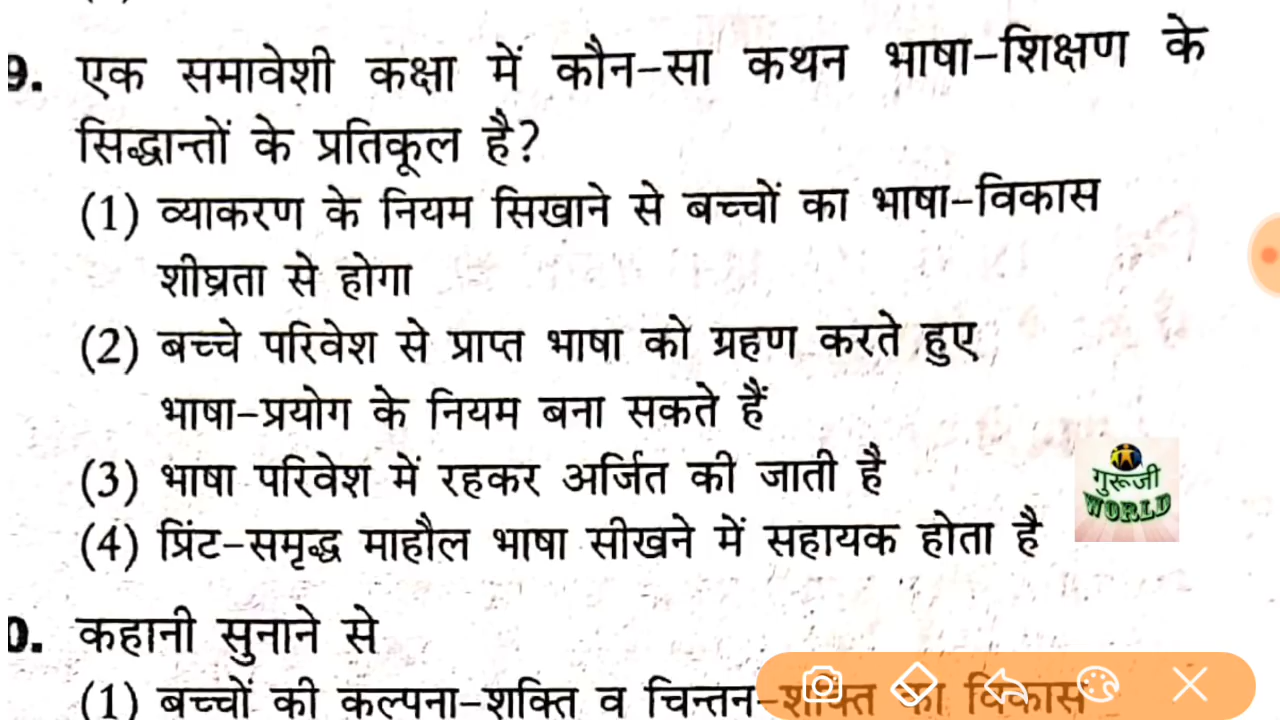 9. एक समावेशी कक्षा में कौन-सा कथन भाषा-शिक्षण के
सिद्धान्तों के प्रतिकूल है?
(1) व्याकरण के नियम सिखाने से बच्चों का भाषा-विकास
शीघ्रता से होगा
(2) बच्चे परिवेश से प्राप्त भाषा को ग्रहण करते हुए
भाषा-प्रयोग के नियम बना सकते हैं
(3) भाषा परिवेश में रहकर अर्जित की जाती है
(4) प्रिंट-समृद्ध माहौल भाषा सीखने में सहायक होता है
गुरूजी
WORLD
0. कहानी सुनाने से
(1) बच्चों की कल्पना-शक्ति व चिन्तन-शक्ति का विकास